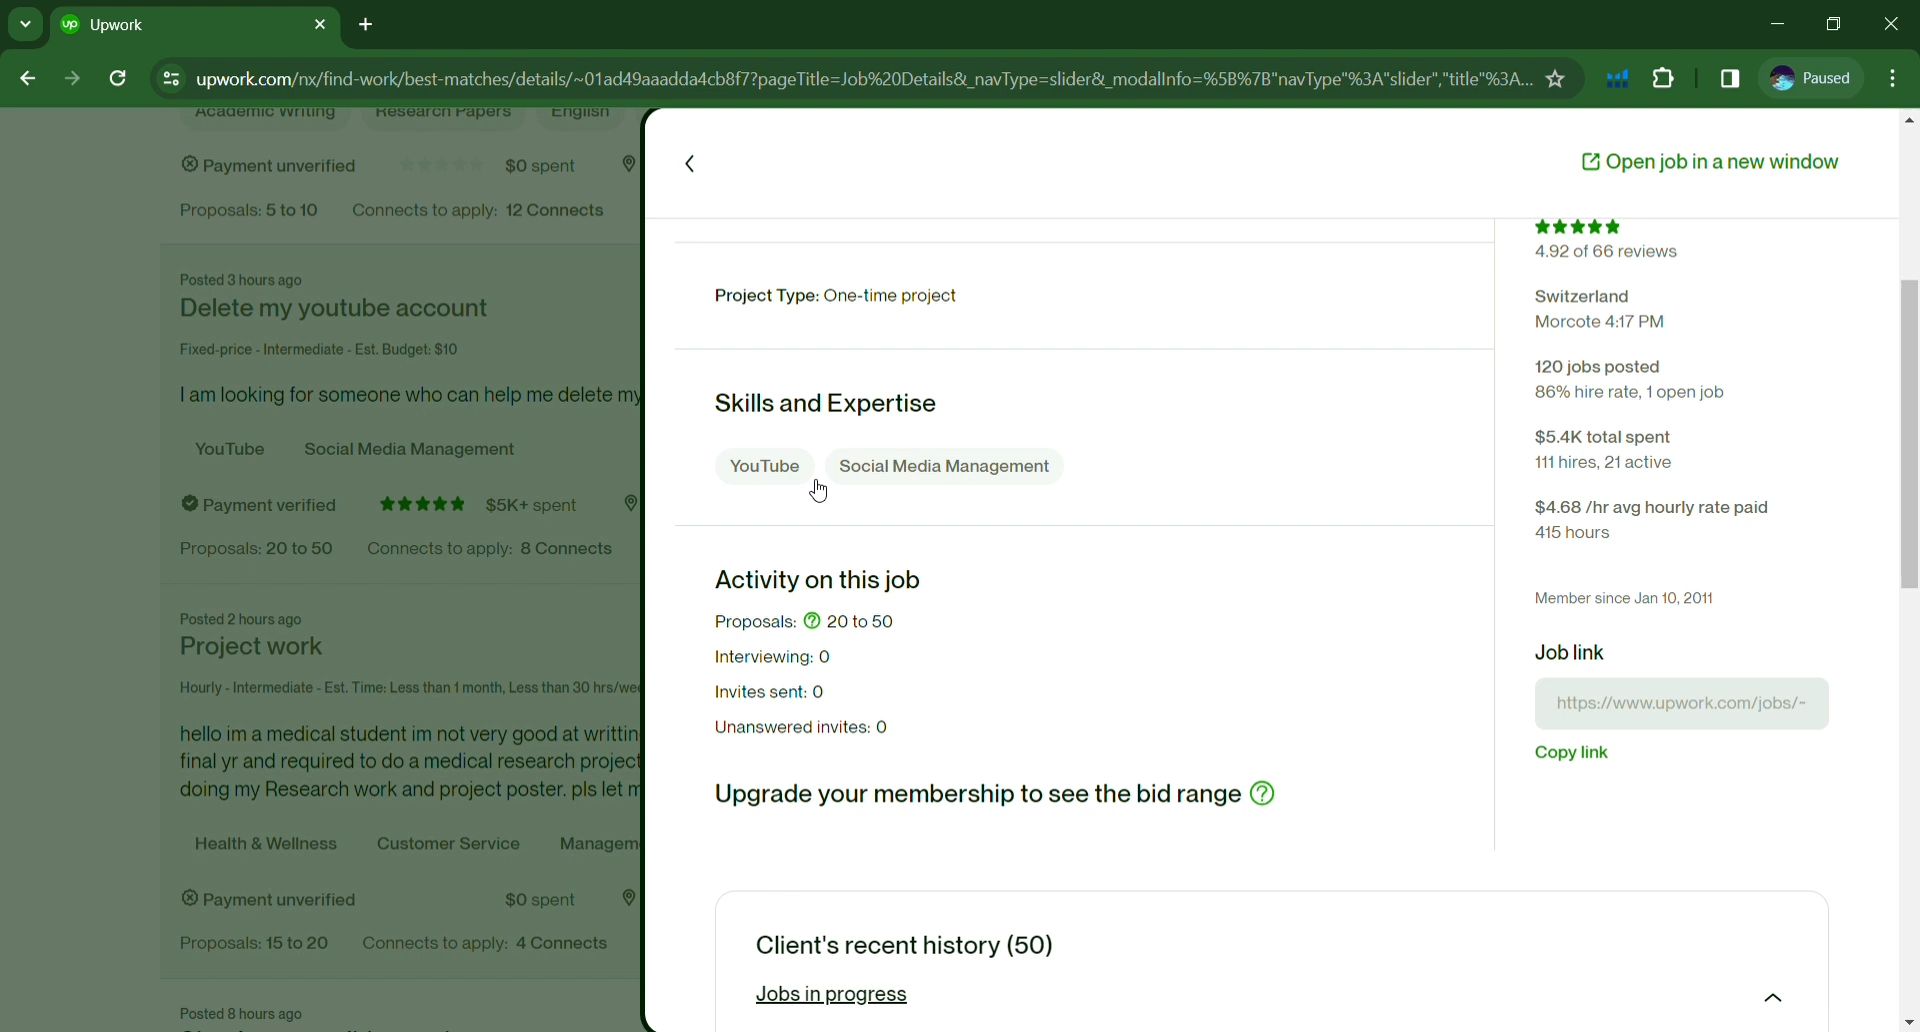 Upwork
upwork.com/nx/find-work/best-matches/details/~01ad49aaadda4cb8f7?pageTitle=Job%20Details&_navType=slider&_modalInfo=%5B%7B"navType"%3A"slider","title"%3A...
Paused
Academic Writing Research Papers English
Payment unverified $0 spent
Proposals: 5 to 10 Connects to apply: 12 Connects
Posted 3 hours ago
Delete my youtube account
Fixed-price - Intermediate - Est. Budget: $10
I am looking for someone who can help me delete my
YouTube Social Media Management
Payment verified $5K+ spent
Proposals: 20 to 50 Connects to apply: 8 Connects
Posted 2 hours ago
Project work
Hourly - Intermediate - Est. Time: Less than 1 month, Less than 30 hrs/we
hello im a medical student im not very good at writtin
final yr and required to do a medical research project
doing my Research work and project poster. pls let
Health & Wellness Customer Service Managem
Payment unverified $0 spent
Proposals: 15 to 20 Connects to apply: 4 Connects
Posted 8 hours ago
Open job in a new window
Project Type: One-time project
Skills and Expertise
YouTube Social Media Management
Activity on this job
Proposals: 20 to 50
Interviewing: 0
Invites sent: 0
Unanswered invites: 0
Upgrade your membership to see the bid range
Client's recent history (50)
Jobs in progress
4.92 of 66 reviews
Switzerland
Morcote 4:17 PM
120 jobs posted
86% hire rate, 1 open job
$5.4K total spent
111 hires, 21 active
$4.68 /hr avg hourly rate paid
415 hours
Member since Jan 10, 2011
Job link
https://www.upwork.com/jobs/~
Copy link